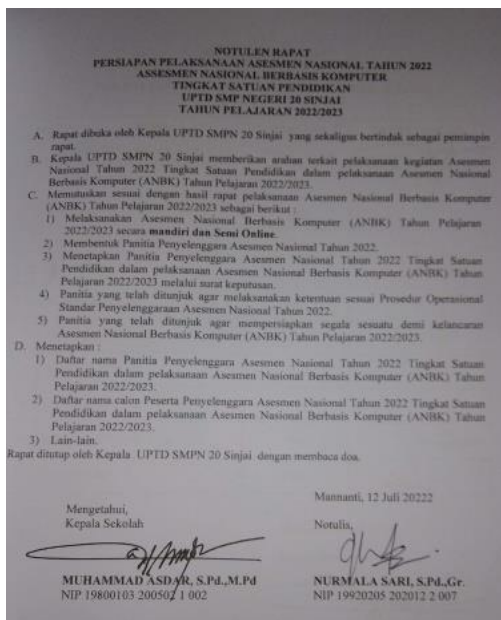 NOTULEN RAPAT
PERSIAPAN PELAKSANAAN ASESMEN NASIONAL TAHUN 2022
ASSESMEN NASIONAL BERBASIS KOMPUTER
TINGKAT SATUAN PENDIDIKAN
UPTD SMP NEGERI 20 SINJAI
TAHUN PELAJARAN 2022/2023
A. Rapat dibuka oleh Kepala UPTD SMPN 20 Sinjai yang sekaligus bertindak sebagai pemimpin
rapat.
B. Kepala UPTD SMPN 20 Sinjai memberikan arahan terkait pelaksanaan kegiatan Asesmen
Nasional Tahun 2022 Tingkat Satuan Pendidikan dalam pelaksanaan Asesmen Nasional
Berbasis Komputer (ANBK) Tahun Pelajaran 2022/2023.
C. Memutuskan sesuai dengan hasil rapat pelaksanaan Asesmen Nasional Berbasis Komputer
(ANBK) Tahun Pelajaran 2022/2023 sebagai berikut :
1) Melaksanakan Asesmen Nasional Berbasis Komputer (ANBK) Tahun Pelajaran
2022/2023 secara mandiri dan Semi Online.
2) Membentuk Panitia Penyelenggara Asesmen Nasional Tahun 2022.
3) Menetapkan Panitia Penyelenggara Asesmen Nasional Tahun 2022 Tingkat Satuan
Pendidikan dalam pelaksanaan Asesmen Nasional Berbasis Komputer (ANBK) Tahun
Pelajaran 2022/2023 melalui surat keputusan.
4) Panitia yang telah ditunjuk agar melaksanakan ketentuan sesuai Prosedur Operasional
Standar Penyelenggaraan Asesmen Nasional Tahun 2022.
5) Panitia yang telah ditunjuk agar mempersiapkan segala sesuatu demi kelancaran
Asesmen Nasional Berbasis Komputer (ANBK) Tahun Pelajaran 2022/2023.
D. Menetapkan :
1) Daftar nama Panitia Penyelenggara Asesmen Nasional Tahun 2022 Tingkat Satuan
Pendidikan dalam pelaksanaan Asesmen Nasional Berbasis Komputer (ANBK) Tahun
Pelajaran 2022/2023.
2) Daftar nama calon Peserta Penyelenggara Asesmen Nasional Tahun 2022 Tingkat Satuan
Pendidikan dalam pelaksanaan Asesmen Nasional Berbasis Komputer (ANBK) Tahun
Pelajaran 2022/2023.
3) Lain-lain.
Rapat ditutup oleh Kepala UPTD SMPN 20 Sinjai dengan membaca doa.
Mannanti, 12 Juli 20222
Mengetahui,
Kepala Sekolah
Notulis,
MUHAMMAD ASDAR, S.Pd.,M.Pd
NIP 19800103 200502 1 002
NURMALA SARI, S.Pd.,Gr.
NIP 19920205 202012 2 007